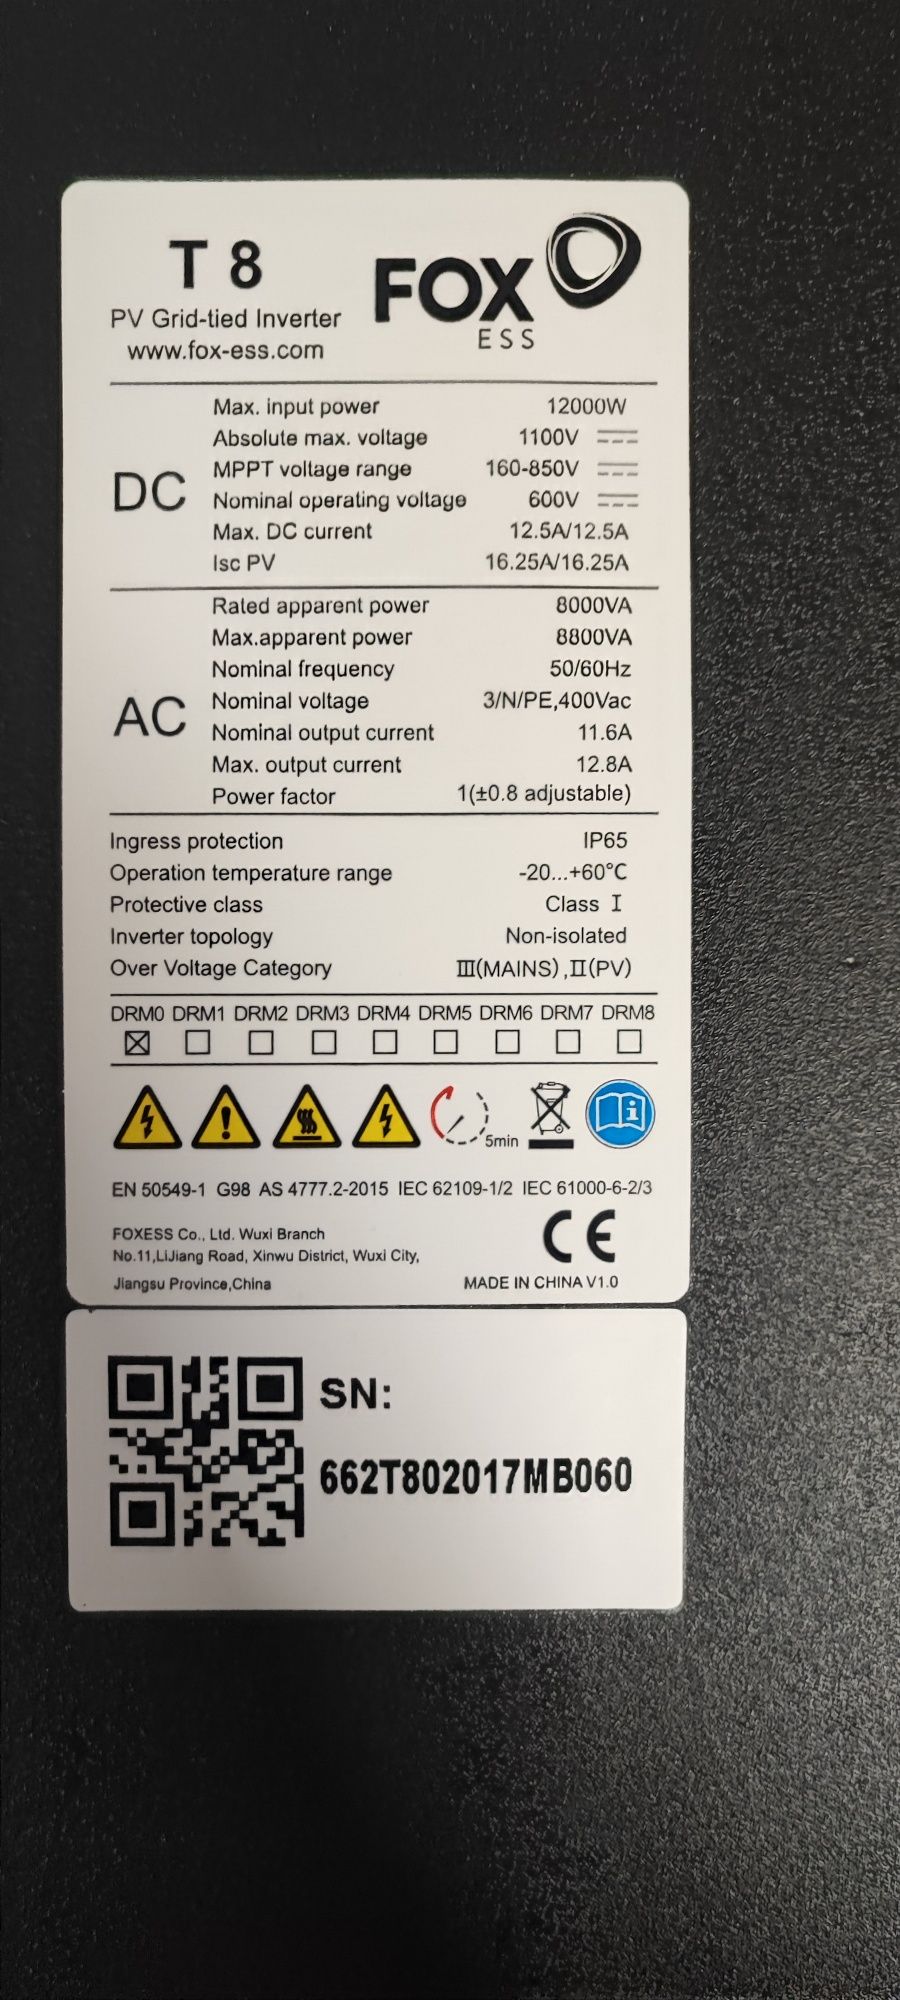 T 8
FOX
ESS
PV Grid-tied Inverter
www.fox-ess.com
DC
Max. input power 12000W
Absolute max. voltage 1100V
MPPT voltage range 160-850V
Nominal operating voltage 600V
Max. DC current 12.5A/12.5A
Isc PV 16.25A/16.25A
AC
Rated apparent power 8000VA
Max.apparent power 8800VA
Nominal frequency 50/60Hz
Nominal voltage 3/N/PE,400Vac
Nominal output current 11.6A
Max. output current 12.8A
Power factor 1(±0.8 adjustable)
Ingress protection IP65
Operation temperature range -20...+60℃
Protective class Class Ⅰ
Inverter topology Non-isolated
Over Voltage Category Ⅲ(MAINS) ,Ⅱ(PV)
DRM0 DRM1 DRM2 DRM3 DRM4 DRM5 DRM6 DRM7 DRM8
5min
EN 50549-1 G98 AS 4777.2-2015 IEC 62109-1/2 IEC 61000-6-2/3
FOXESS Co., Ltd. Wuxi Branch
No.11,LiJiang Road, Xinwu District, Wuxi City,
Jiangsu Province,China
CE
MADE IN CHINA V1.0
SN:
662T802017MB060